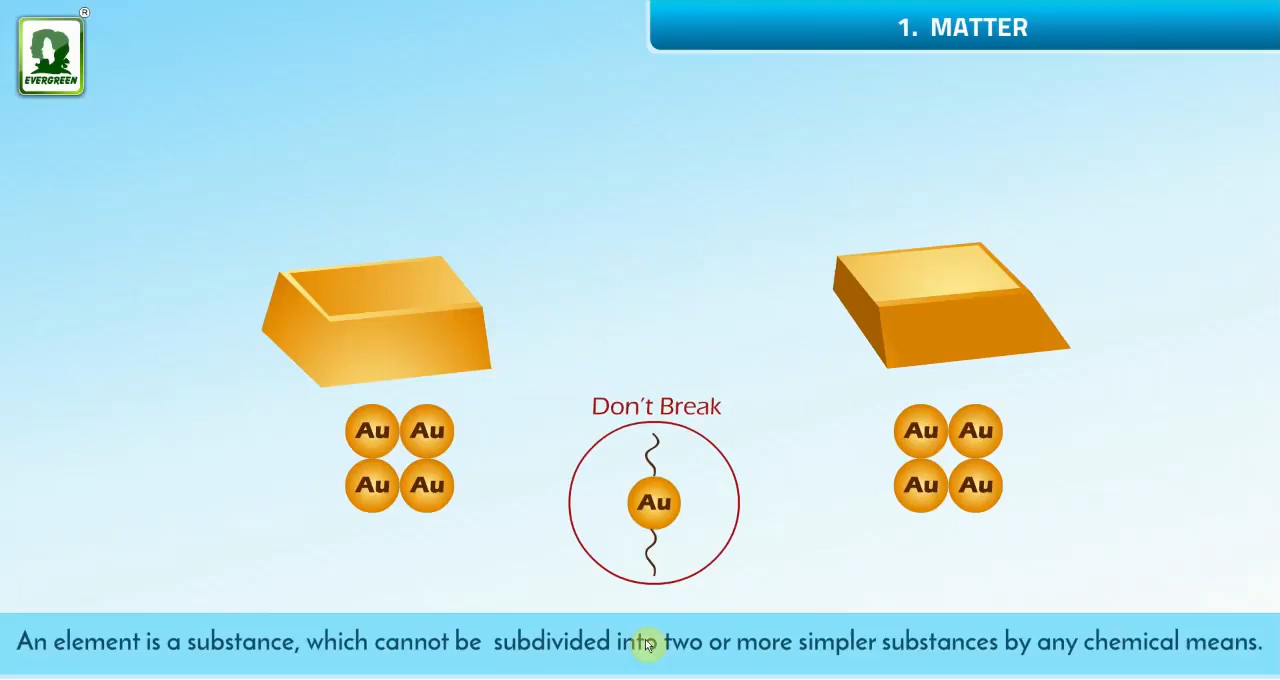 ®
EVERGREEN
1. MATTER
Au Au
Au Au
Don't Break
Au
Au Au
Au Au
An element is a substance, which cannot be subdivided into two or more simpler substances by any chemical means.